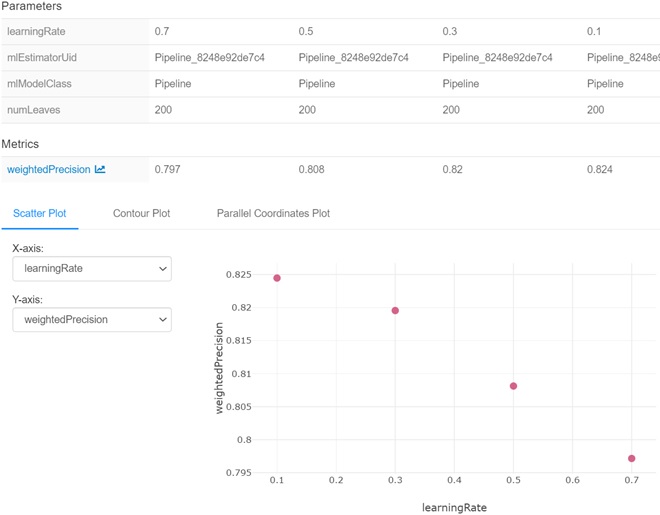 Parameters
learningRate 0.7 0.5 0.3 0.1
mlEstimatorUid Pipeline_8248e92de7c4 Pipeline_8248e92de7c4 Pipeline_8248e92de7c4 Pipeline_8248e9
mlModelClass Pipeline Pipeline Pipeline Pipeline
numLeaves 200 200 200 200
Metrics
weightedPrecision 0.797 0.808 0.82 0.824
Scatter Plot Contour Plot Parallel Coordinates Plot
X-axis:
learningRate
Y-axis:
weightedPrecision
weightedPrecision
0.825
0.82
0.815
0.81
0.805
0.8
0.795
0.1 0.2 0.3 0.4 0.5 0.6 0.7
learningRate